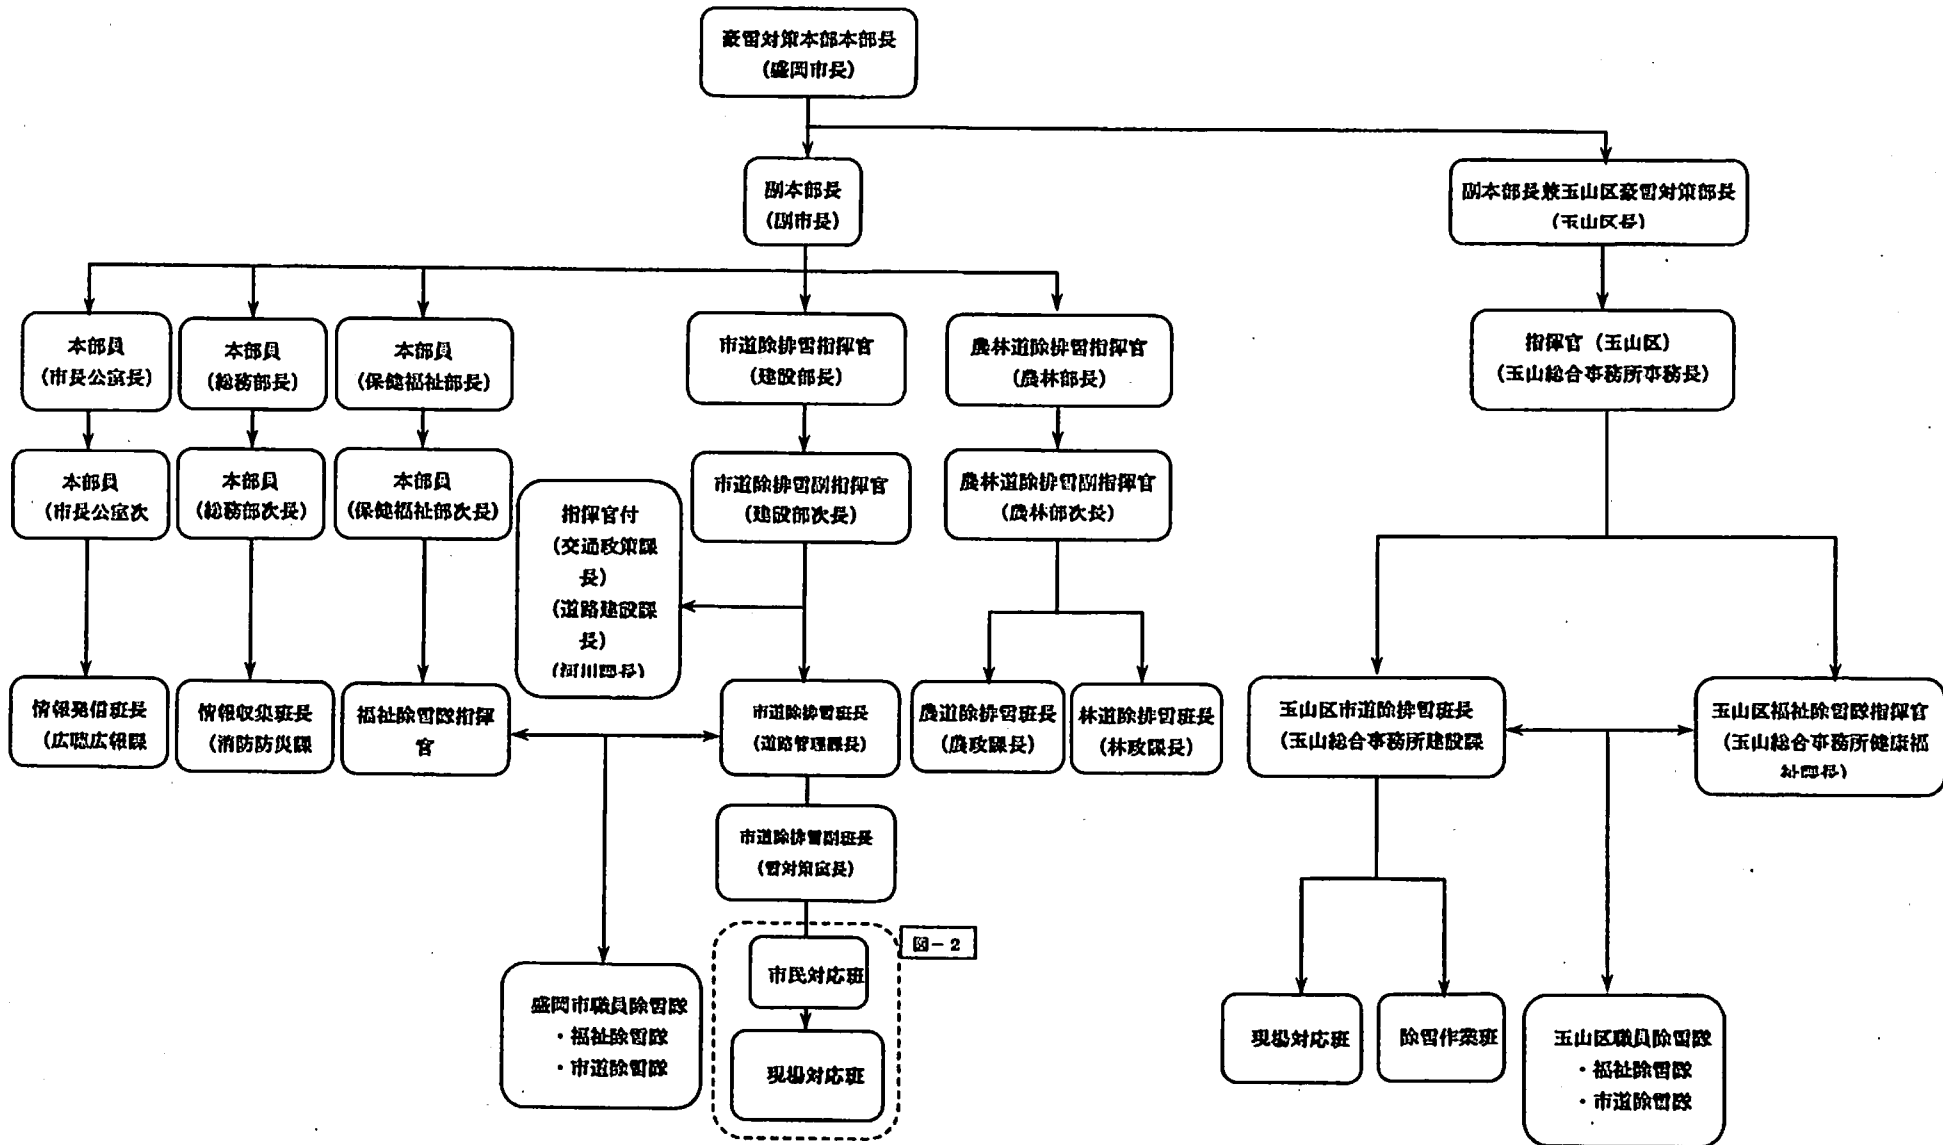 豪雪対策本部本部長
(盛岡市長)
副本部長
(副市長)
副本部長兼玉山区豪雪対策部長
(玉山区長)
本部員
(市長公室長)
本部員
(総務部長)
本部員
(保健福祉部長)
市道除排雪指揮官
(建設部長)
農林道除排雪指揮官
(農林部長)
指揮官（玉山区）
(玉山総合事務所事務長)
本部員
(市長公室次
本部員
(総務部次長)
本部員
(保健福祉部次長)
指揮官付
(交通政策課
長)
(道路建設課
長)
(河川課長)
市道除排雪副指揮官
(建設部次長)
農林道除排雪副指揮官
(農林部次長)
情報発信班長
(広聴広報課
情報収集班長
(消防防災課
福祉除雪隊指揮
官
市道除排雪班長
(道路管理課長)
農道除排雪班長
(農政課長)
林道除排雪班長
(林政課長)
玉山区市道除排雪班長
(玉山総合事務所建設課
玉山区福祉除雪隊指揮官
(玉山総合事務所健康福
祉課長)
市道除排雪副班長
(雪対策室長)
図－2
市民対応班
現場対応班
盛岡市職員除雪隊
・福祉除雪隊
・市道除雪隊
現場対応班
除雪作業班
玉山区職員除雪隊
・福祉除雪隊
・市道除雪隊